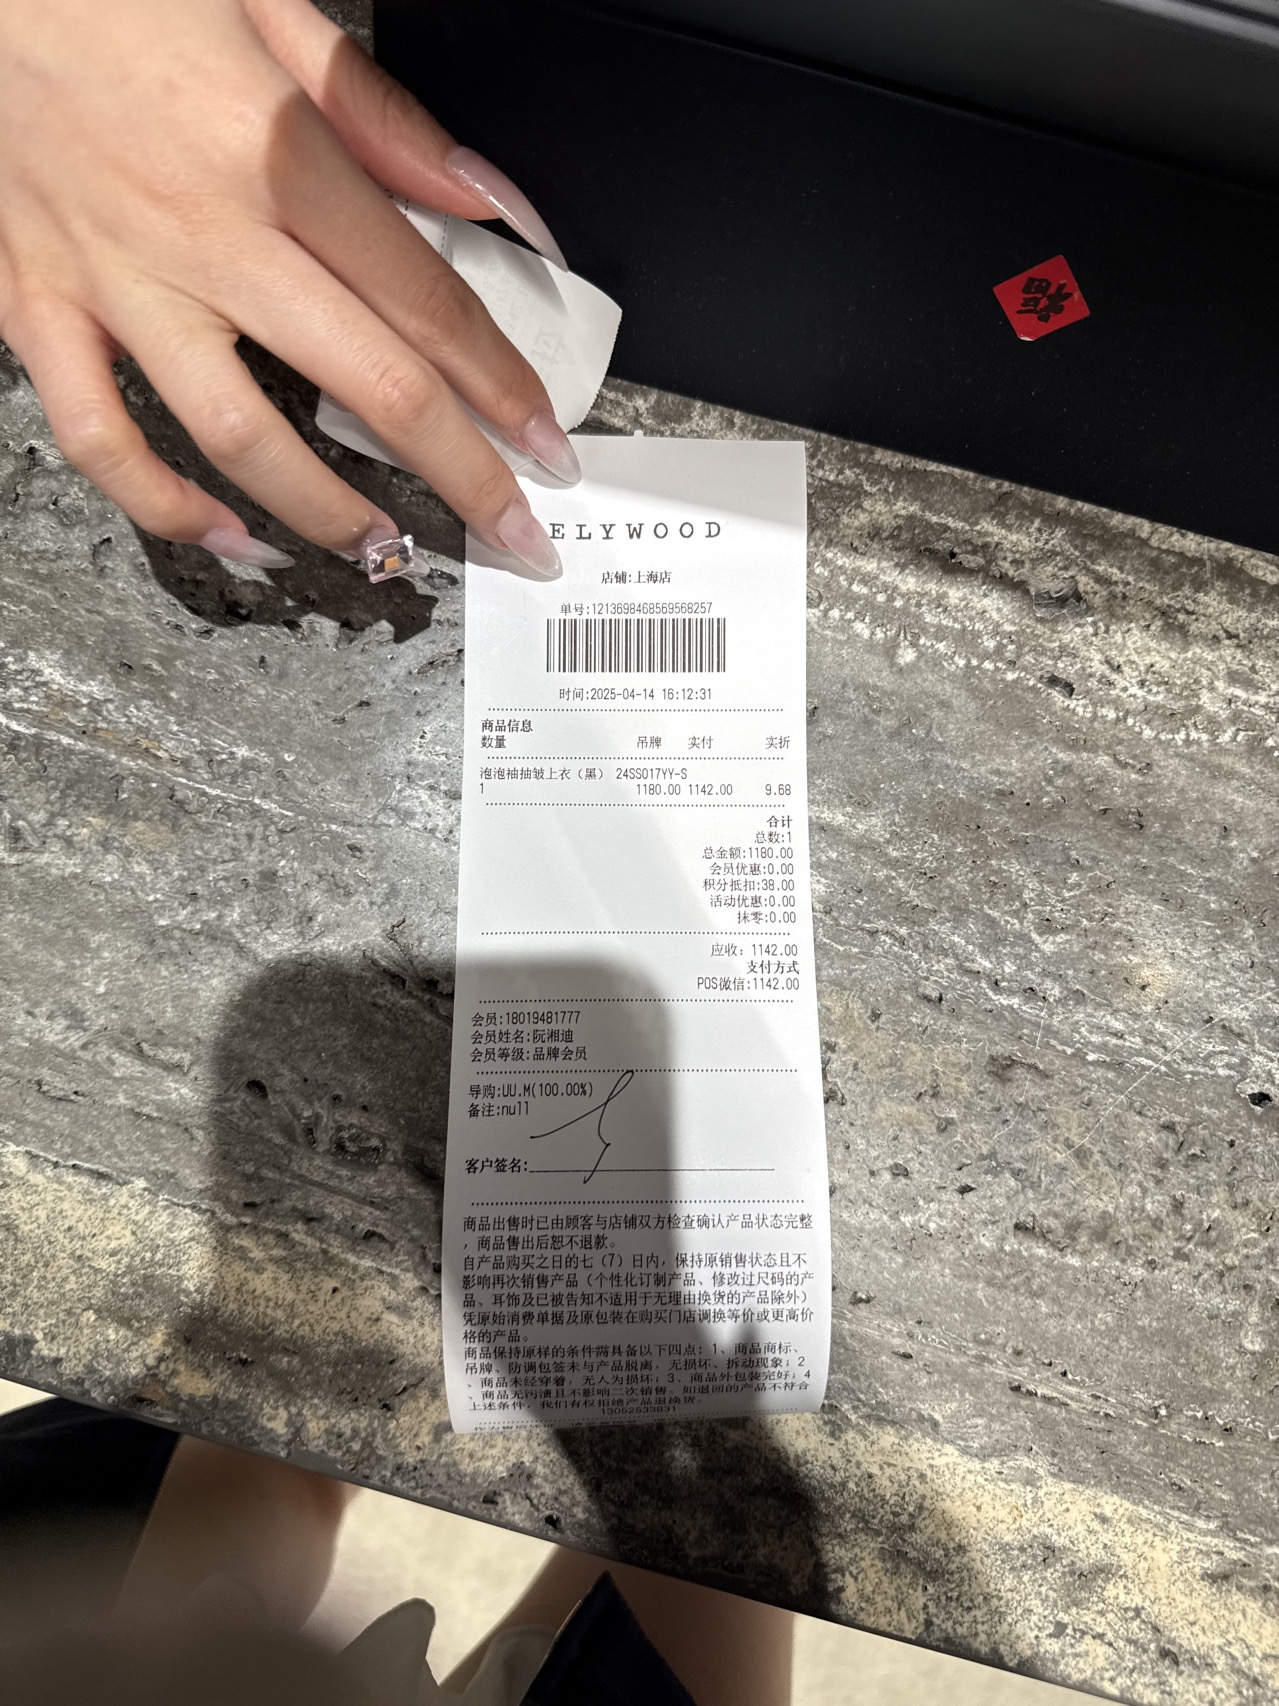 ELYWOOD
店铺:上海店
单号:1213698468569568257
时间:2025-04-14 16:12:31
商品信息
数量 吊牌 实付 实折
泡泡袖抽皱上衣（黑） 24SS017YY-S
1 1180.00 1142.00 9.68
合计
总数:1
总金额:1180.00
会员优惠:0.00
积分抵扣:38.00
活动优惠:0.00
抹零:0.00
应收: 1142.00
支付方式
POS微信:1142.00
会员:18019481777
会员姓名:阮湘迪
会员等级:品牌会员
导购:UU.M(100.00%)
备注:null
客户签名:
商品出售时已由顾客与店铺双方检查确认产品状态完整
，商品售出后恕不退款。
自产品购买之日的七（7）日内，保持原销售状态且不
影响再次销售产品（个性化订制产品、修改过尺码的产
品、耳饰及已被告知不适用于无理由换货的产品除外）
凭原始消费单据及原包装在购买门店调换等价或更高价
格的产品。
商品保持原样的条件需具备以下四点：1、商品商标、
吊牌、防调包签未与产品脱离，无损坏、拆动现象；2
、商品未经穿着，无人为损坏；3、商品外包装完好；4
、商品无污渍且不影响二次销售。如退回的产品不符合
上述条件，我们有权拒绝产品退换货。
13052533831
福